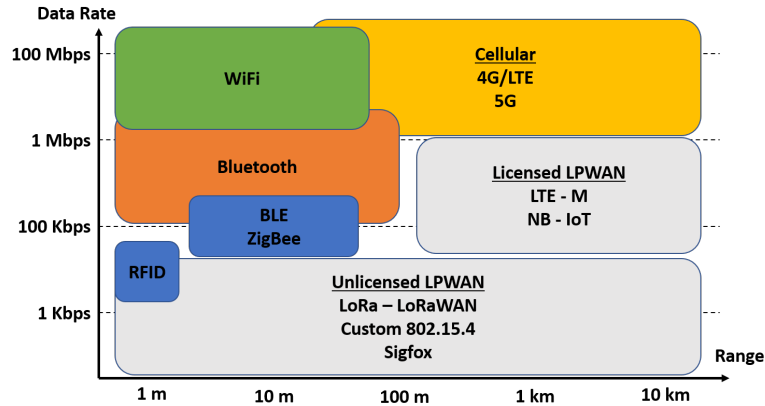 Data Rate
100 Mbps
WiFi
Cellular
4G/LTE
5G
1 Mbps
Bluetooth
Licensed LPWAN
LTE - M
NB - IoT
100 Kbps
BLE
ZigBee
RFID
Unlicensed LPWAN
LoRa – LoRaWAN
Custom 802.15.4
Sigfox
1 Kbps
Range
1 m
10 m
100 m
1 km
10 km